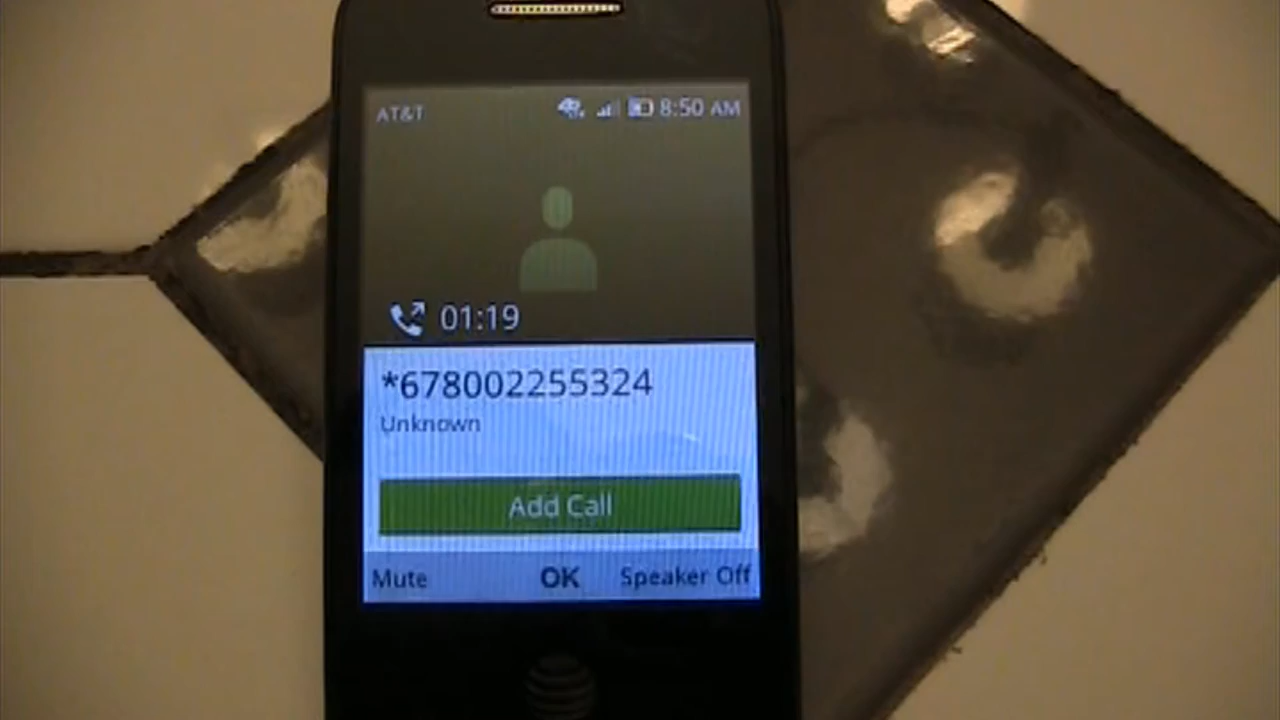 AT&T 8:50 AM
01:19
*678002255324
Unknown
Add Call
Mute OK Speaker Off